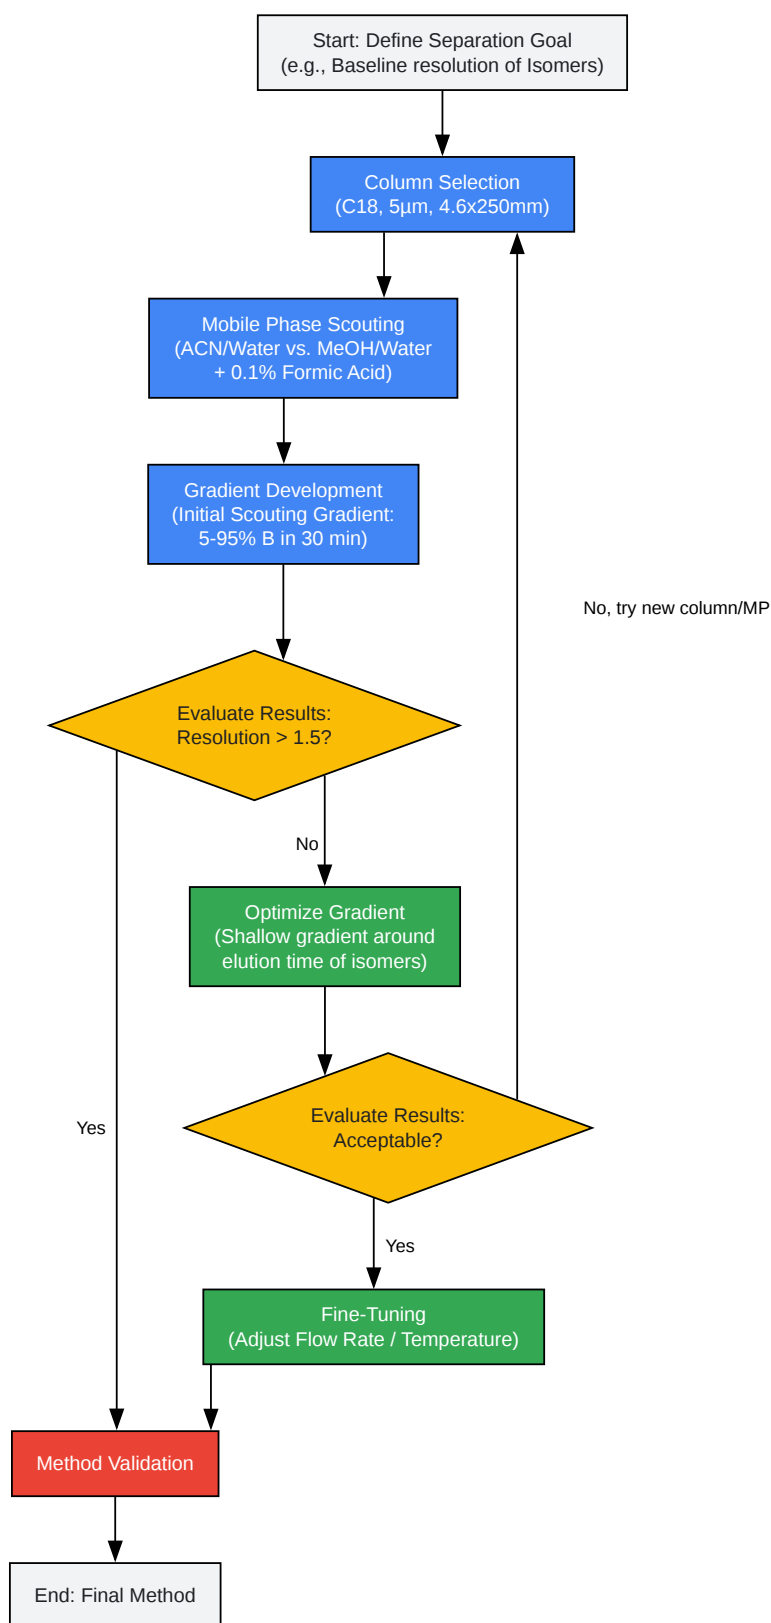 Start: Define Separation Goal
(e.g., Baseline resolution of Isomers)
Column Selection
(C18, 5µm, 4.6x250mm)
Mobile Phase Scouting
(ACN/Water vs. MeOH/Water
+ 0.1% Formic Acid)
Gradient Development
(Initial Scouting Gradient:
5-95% B in 30 min)
No, try new column/MP
Evaluate Results:
Resolution > 1.5?
No
Optimize Gradient
(Shallow gradient around
elution time of isomers)
Evaluate Results:
Acceptable?
Yes
Yes
Fine-Tuning
(Adjust Flow Rate / Temperature)
Method Validation
End: Final Method